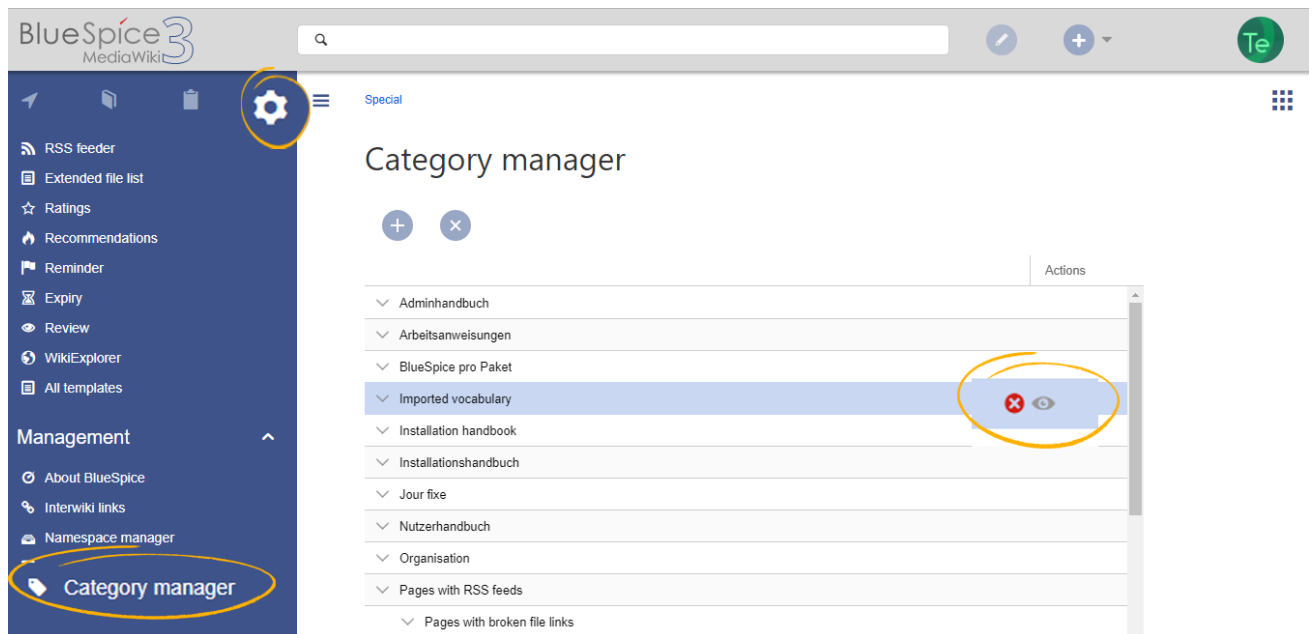 BlueSpice 3
MediaWiki
Te
Special
RSS feeder
Extended file list
Ratings
Recommendations
Reminder
Expiry
Review
WikiExplorer
All templates
Management
About BlueSpice
Interwiki links
Namespace manager
Category manager
Category manager
Actions
Adminhandbuch
Arbeitsanweisungen
BlueSpice pro Paket
Imported vocabulary
Installation handbook
Installationshandbuch
Jour fixe
Nutzerhandbuch
Organisation
Pages with RSS feeds
Pages with broken file links